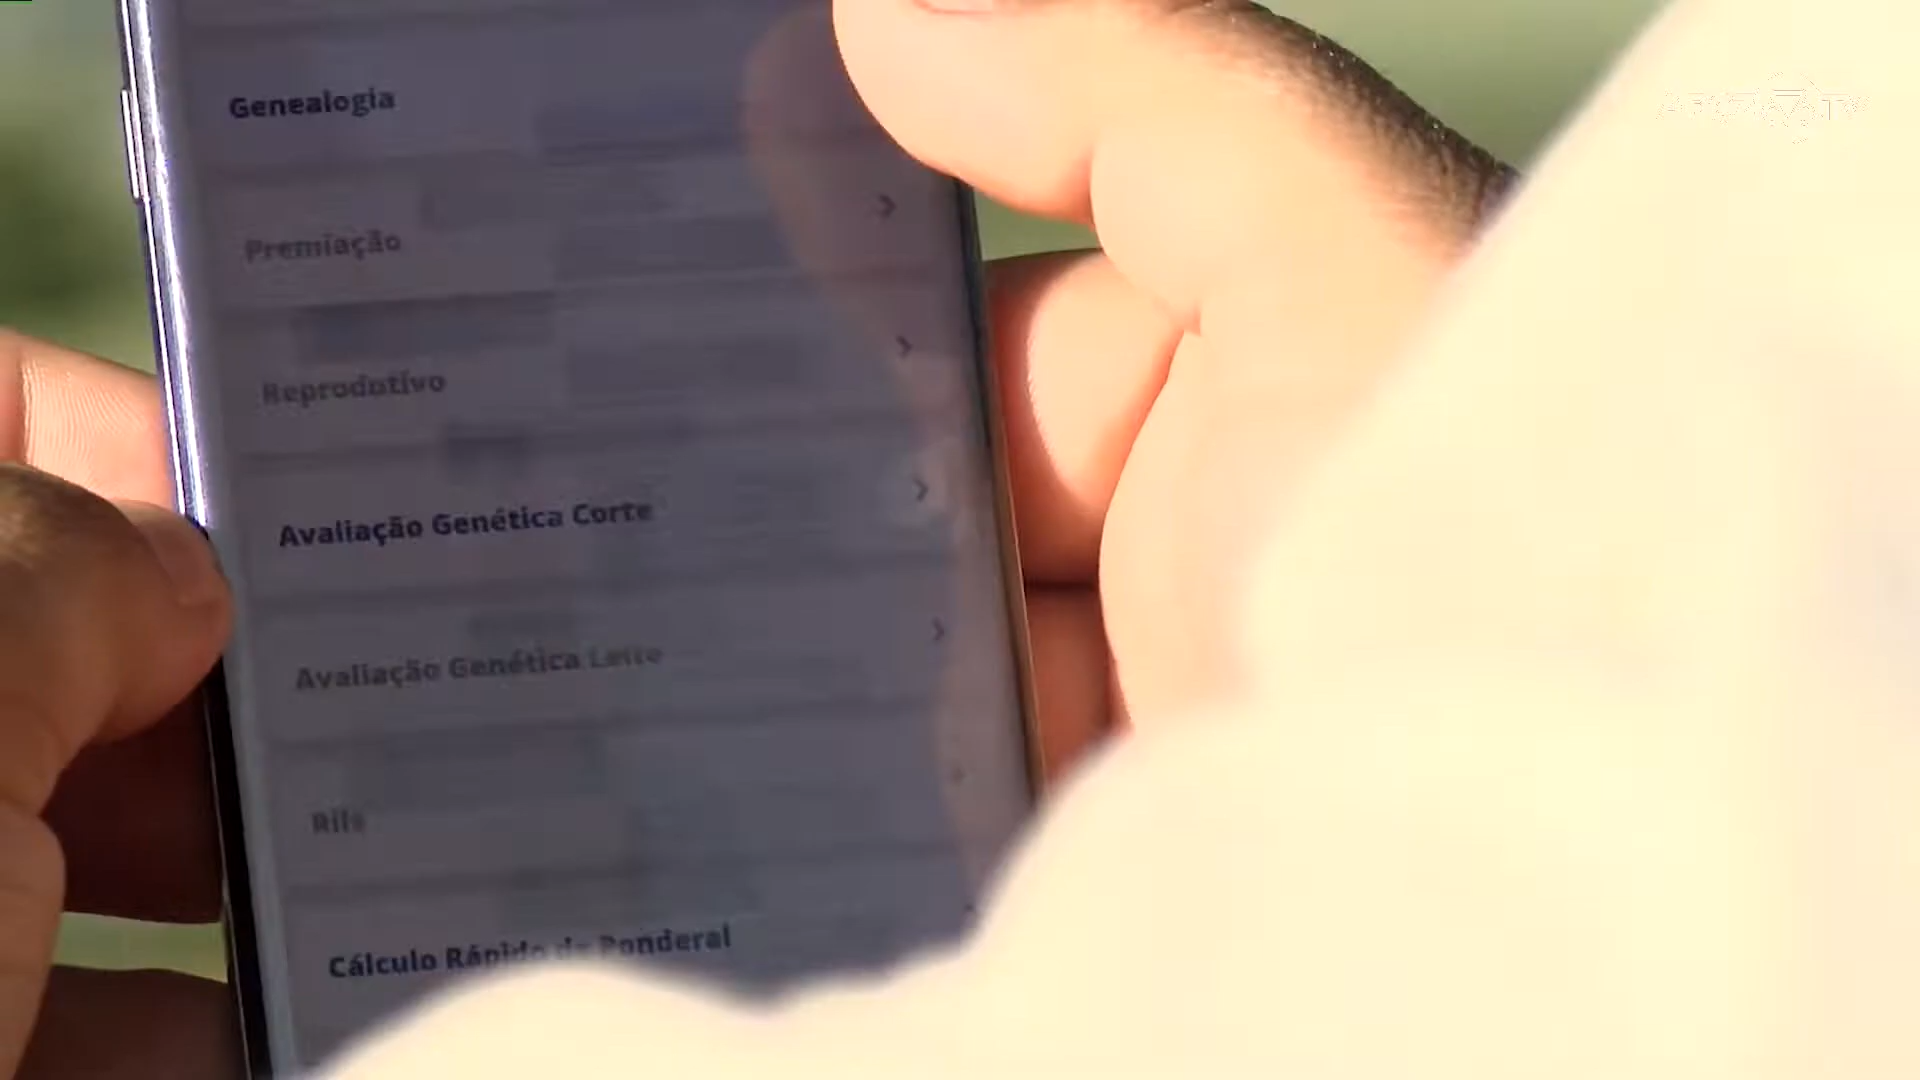 Genealogia
Premiação
Reprodutivo
Avaliação Genética Corte
Avaliação Genética Leite
Cálculo Rápido de Ponderal